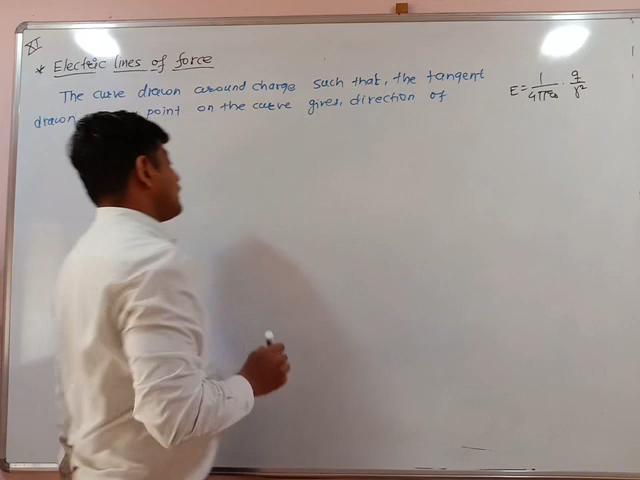 XI
* Electric lines of force
The curve drawn around charge such that, the tangent
drawn point on the curve gives, direction of
E = 1/4πε₀ · q/r²